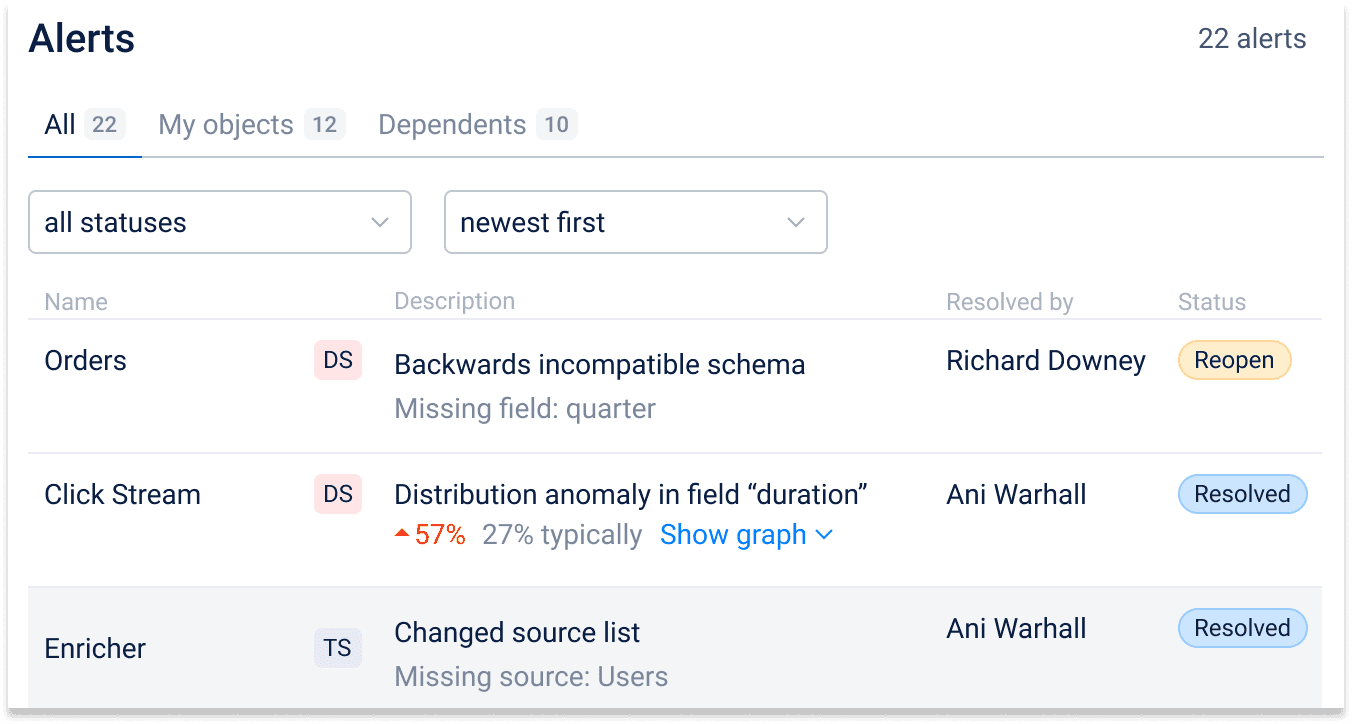 Alerts
22 alerts
All 22 My objects 12 Dependents 10
all statuses newest first
Name Description Resolved by Status
Orders DS Backwards incompatible schema Richard Downey Reopen
Missing field: quarter
Click Stream DS Distribution anomaly in field “duration” Ani Warhall Resolved
57% 27% typically Show graph
Enricher TS Changed source list Ani Warhall Resolved
Missing source: Users